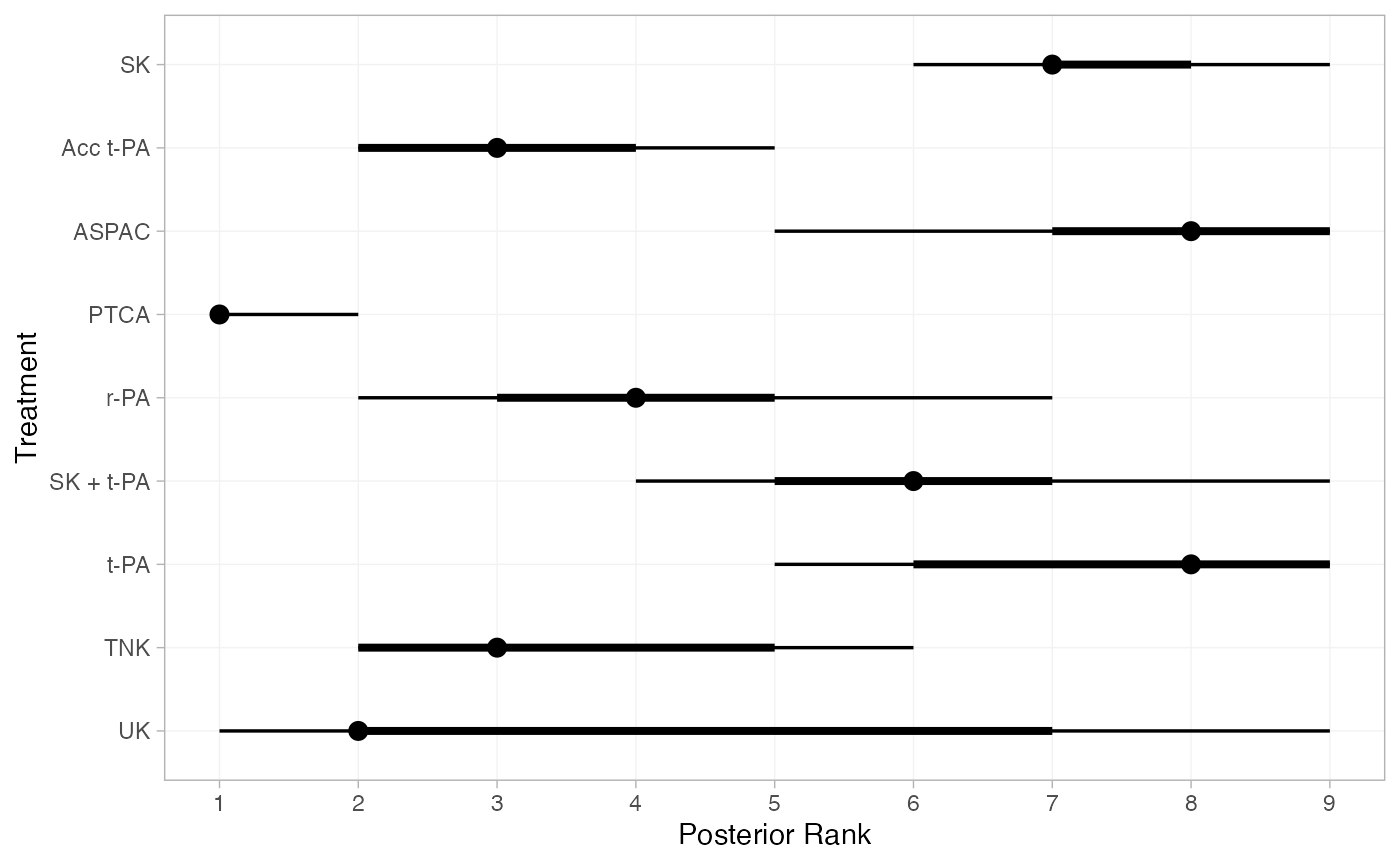 SK
Acc t-PA
ASPAC
PTCA
r-PA
SK + t-PA
t-PA
TNK
UK
Treatment
1 2 3 4 5 6 7 8 9
Posterior Rank